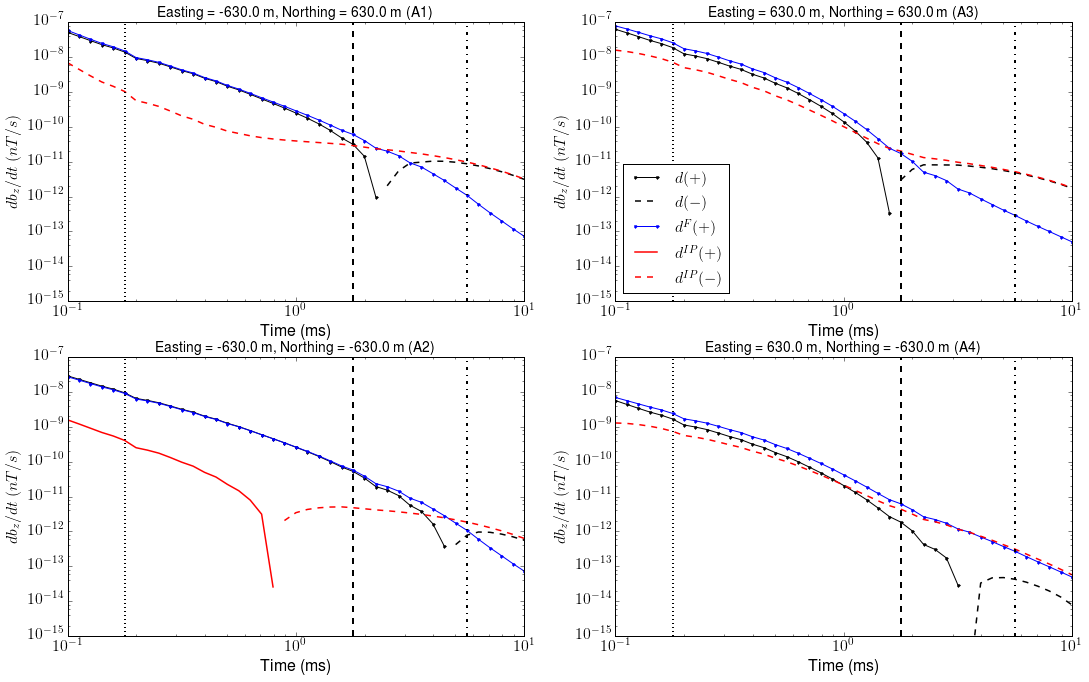 Easting = -630.0 m, Northing = 630.0 m (A1)
db_z/dt (nT/s)
10^-7
10^-8
10^-9
10^-10
10^-11
10^-12
10^-13
10^-14
10^-15
10^-1 10^0 10^1
Time (ms)
Easting = 630.0 m, Northing = 630.0 m (A3)
db_z/dt (nT/s)
10^-7
10^-8
10^-9
10^-10
10^-11
10^-12
10^-13
10^-14
10^-15
d(+)
d(−)
d^F(+)
d^IP(+)
d^IP(−)
10^-1 10^0 10^1
Time (ms)
Easting = -630.0 m, Northing = -630.0 m (A2)
db_z/dt (nT/s)
10^-7
10^-8
10^-9
10^-10
10^-11
10^-12
10^-13
10^-14
10^-15
10^-1 10^0 10^1
Time (ms)
Easting = 630.0 m, Northing = -630.0 m (A4)
db_z/dt (nT/s)
10^-7
10^-8
10^-9
10^-10
10^-11
10^-12
10^-13
10^-14
10^-15
10^-1 10^0 10^1
Time (ms)